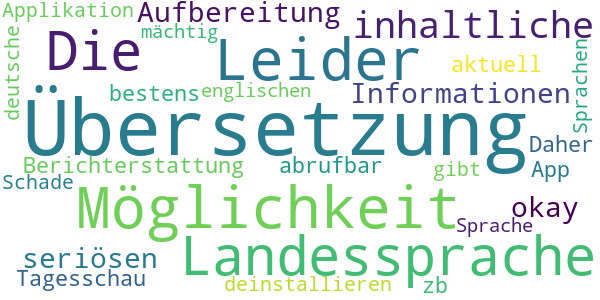 Applikation Aufbereitung inhaltliche
deutsche Die mächtig Leider aktuell Sprachen
bestens englischen Informationen
Übersetzung Daher
Berichterstattung abrufbar gibt App
Schade Möglichkeit okay
Sprache
seriösen Landessprache
Tagesschau deinstallieren zb